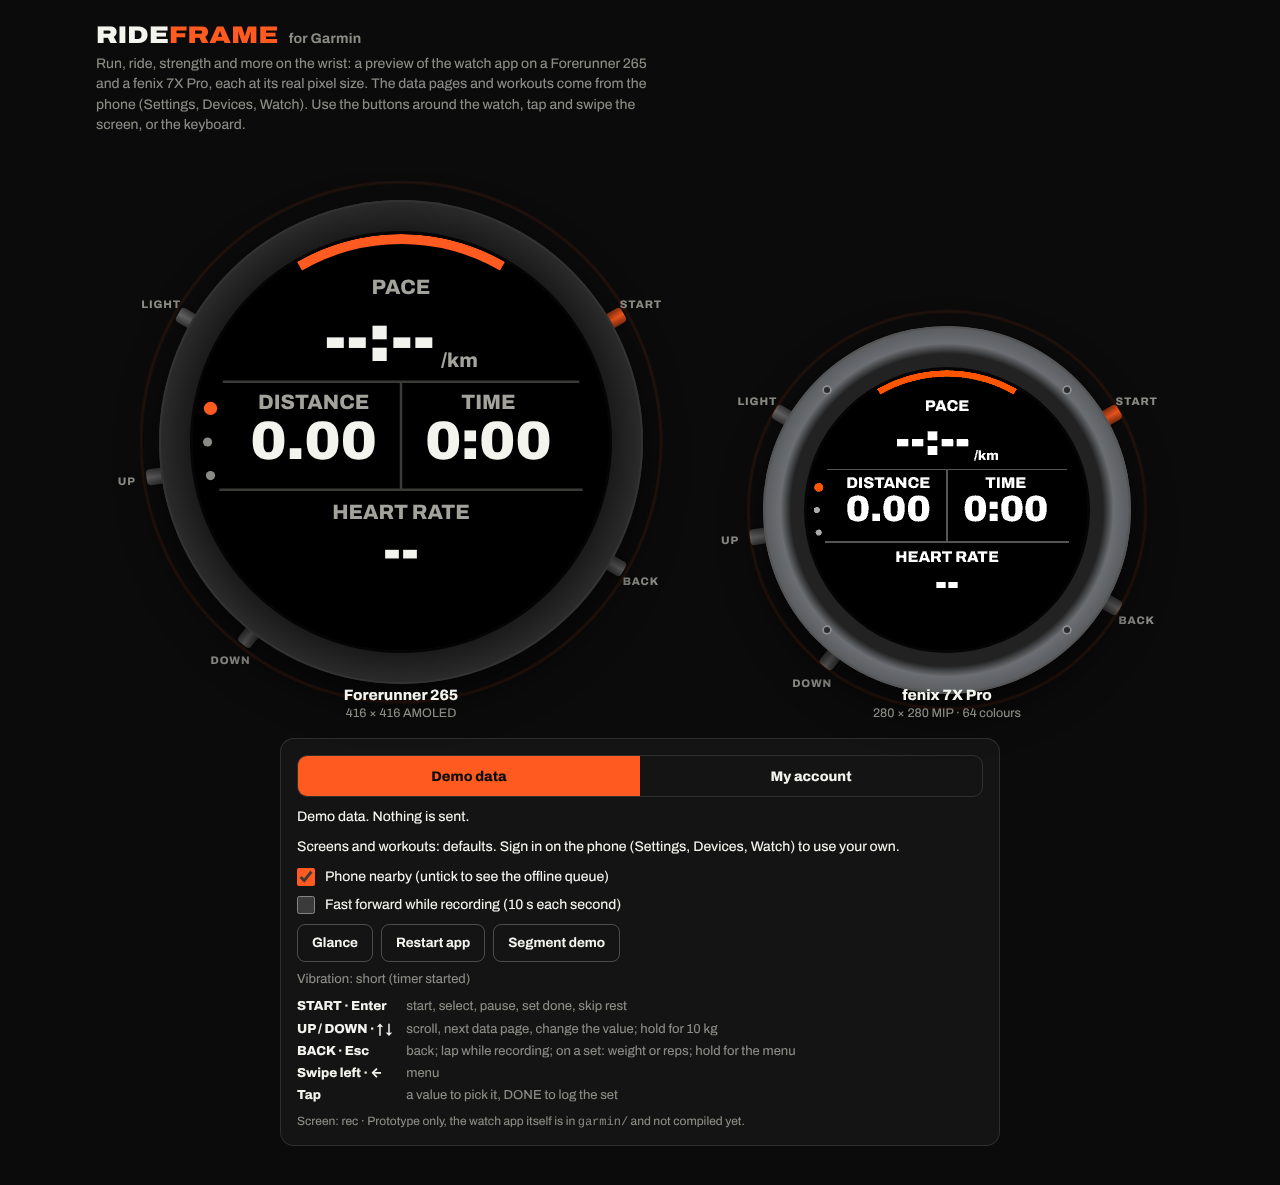 RIDEFRAME for Garmin
Run, ride, strength and more on the wrist: a preview of the watch app on a Forerunner 265
and a fenix 7X Pro, each at its real pixel size. The data pages and workouts come from the
phone (Settings, Devices, Watch). Use the buttons around the watch, tap and swipe the
screen, or the keyboard.
LIGHT
START
UP
BACK
DOWN
PACE
--:-- /km
DISTANCE TIME
0.00 0:00
HEART RATE
--
Forerunner 265
416 × 416 AMOLED
LIGHT
START
UP
BACK
DOWN
PACE
--:-- /km
DISTANCE TIME
0.00 0:00
HEART RATE
--
fenix 7X Pro
280 × 280 MIP · 64 colours
Demo data My account
Demo data. Nothing is sent.
Screens and workouts: defaults. Sign in on the phone (Settings, Devices, Watch) to use your own.
Phone nearby (untick to see the offline queue)
Fast forward while recording (10 s each second)
Glance Restart app Segment demo
Vibration: short (timer started)
START · Enter start, select, pause, set done, skip rest
UP / DOWN · ↑↓ scroll, next data page, change the value; hold for 10 kg
BACK · Esc back; lap while recording; on a set: weight or reps; hold for the menu
Swipe left · ← menu
Tap a value to pick it, DONE to log the set
Screen: rec · Prototype only, the watch app itself is in garmin/ and not compiled yet.